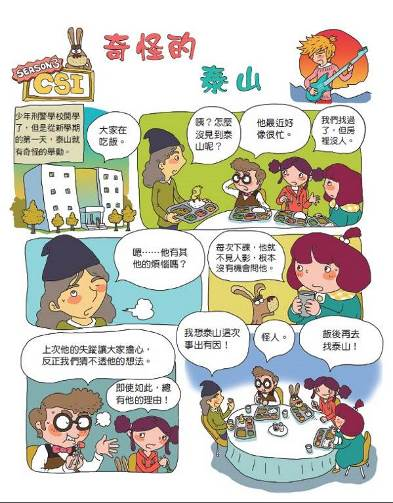 奇怪的
泰山
SEASON3
CSI
少年刑警學校開學
了，但是從新學期
的第一天，泰山就
有奇怪的舉動。
大家在
吃飯。
咦？怎麼
沒見到泰
山呢？
他最近好
像很忙。
我們找過
了，但房
裡沒人。
嗯……他有其
他的煩惱嗎？
每次下課，他就
不見人影，根本
沒有機會問他。
上次他的失蹤讓大家擔心，
反正我們猜不透他的想法。
即使如此，總
有他的理由！
我想泰山這次
事出有因！
怪人。
飯後再去
找泰山！